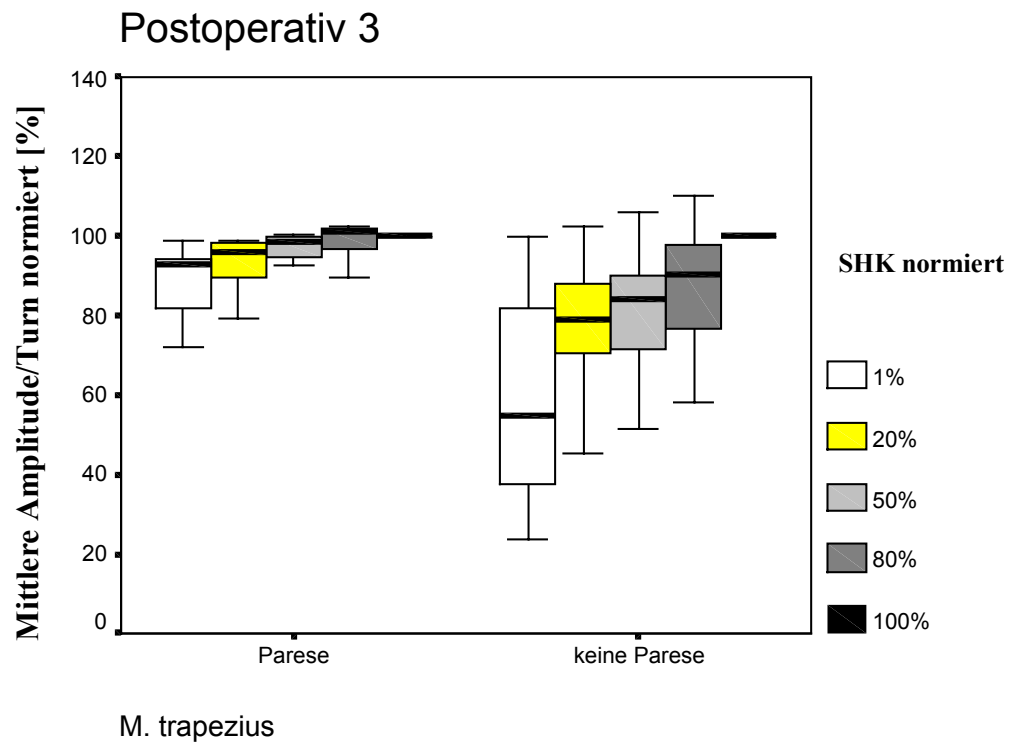 Postoperativ 3
Mittlere Amplitude/Turn normiert [%]
140
120
100
80
60
40
20
0
Parese
keine Parese
SHK normiert
1%
20%
50%
80%
100%
M. trapezius